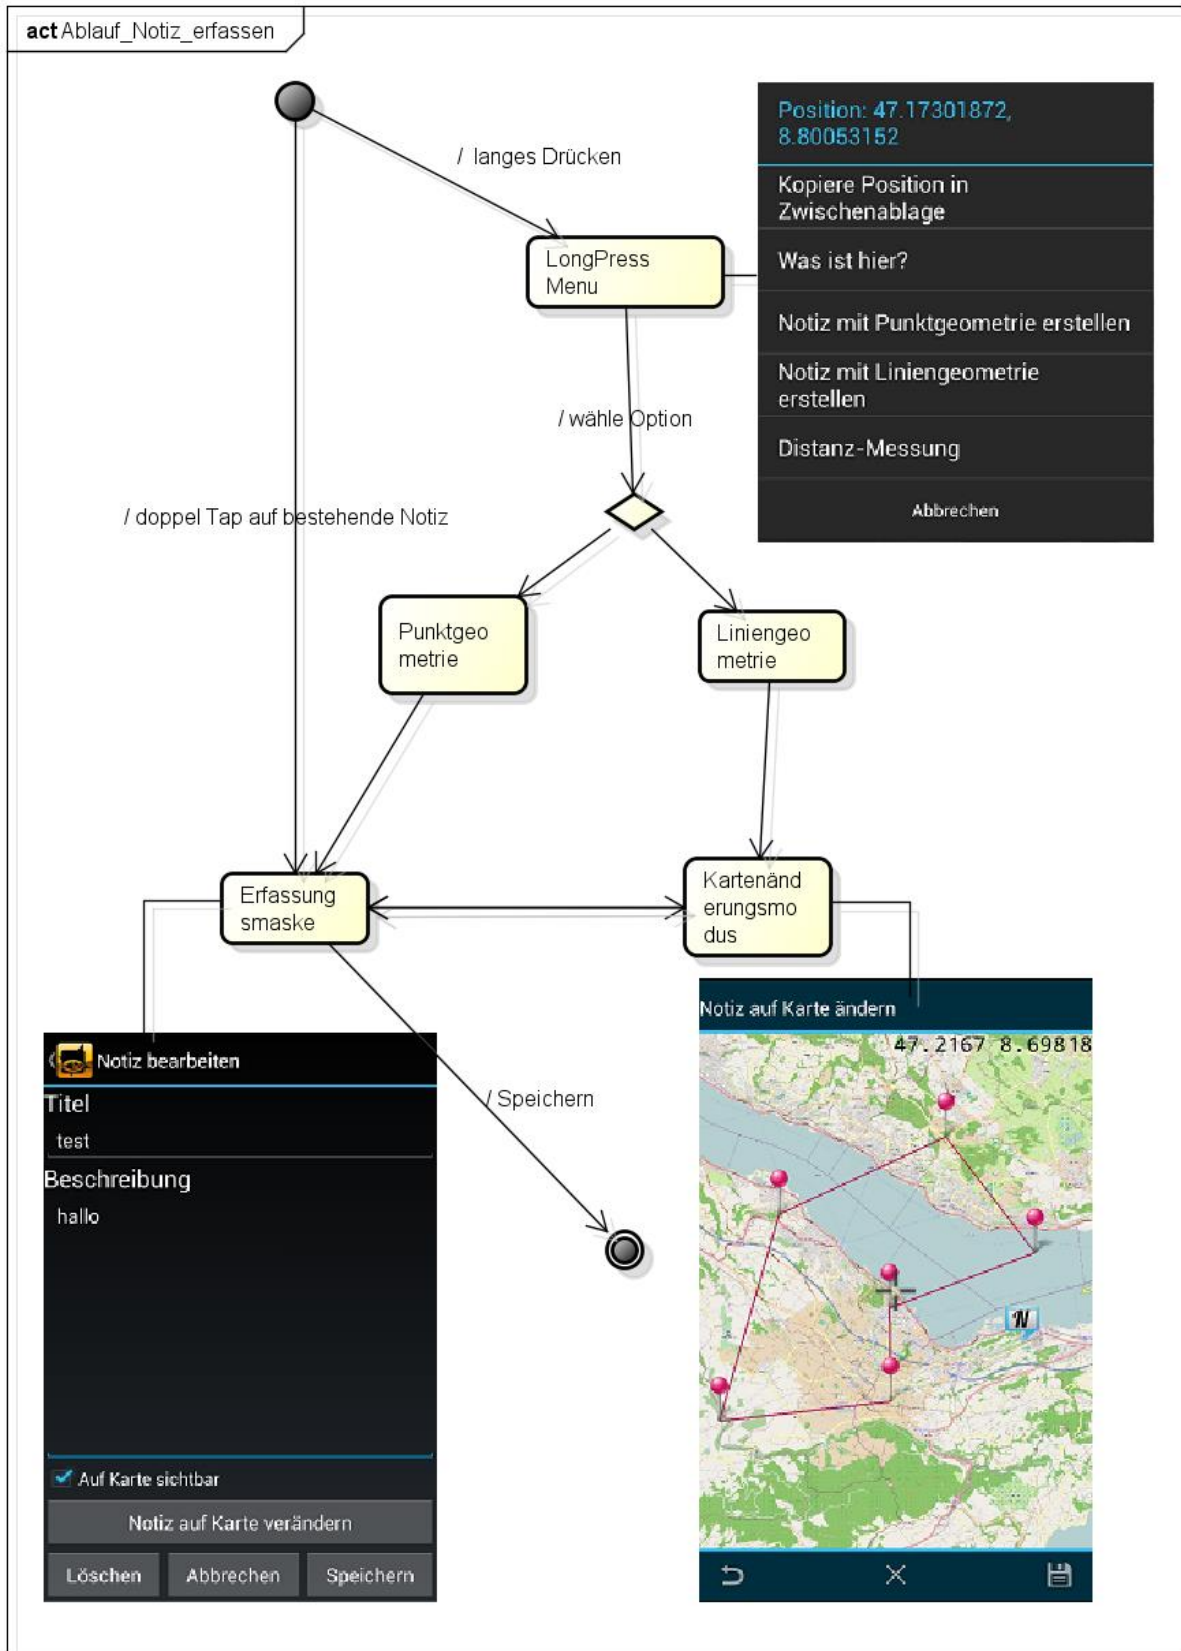 act Ablauf_Notiz_erfassen
Position: 47.17301872,
8.80053152
/ langes Drücken
Kopiere Position in
Zwischenablage
LongPress
Menu
Was ist hier?
Notiz mit Punktgeometrie erstellen
Notiz mit Liniengeometrie
erstellen
/ wähle Option
Distanz-Messung
Abbrechen
/ doppel Tap auf bestehende Notiz
Punktgeo
metrie
Liniengeo
metrie
Erfassung
smaske
Kartenänd
erungsmo
dus
Notiz auf Karte ändern
47.2167 8.69818
Notiz bearbeiten
Titel
test
Beschreibung
hallo
/ Speichern
N
Auf Karte sichtbar
Notiz auf Karte verändern
Löschen
Abbrechen
Speichern